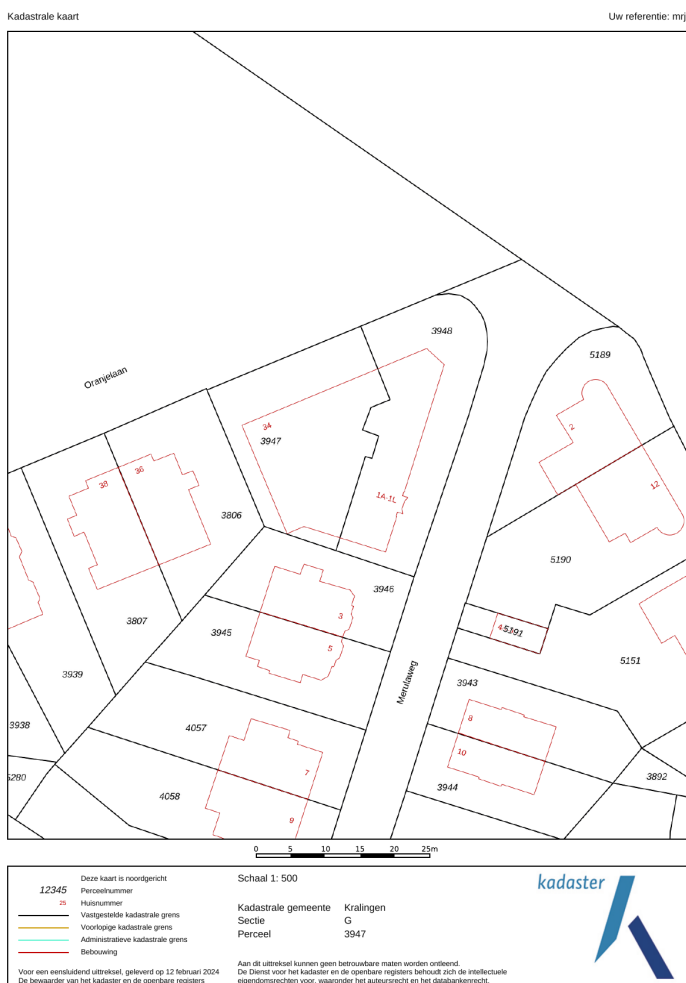 Kadastrale kaart
Uw referentie: mrj
3948
5189
Oranjelaan
34
3947
2
36
38
1A-1L
12
3806
5190
3946
3
3807
3945
5191
5
5151
3939
Merulaweg
3943
3938
4057
8
10
7
5280
3892
4058
3944
9
0 5 10 15 20 25m
Deze kaart is noordgericht
12345 Perceelnummer
25 Huisnummer
Vastgestelde kadastrale grens
Voorlopige kadastrale grens
Administratieve kadastrale grens
Bebouwing
Voor een eensluidend uittreksel, geleverd op 12 februari 2024
De bewaarder van het kadaster en de openbare registers
Schaal 1: 500
Kadastrale gemeente Kralingen
Sectie G
Perceel 3947
Aan dit uittreksel kunnen geen betrouwbare maten worden ontleend.
De Dienst voor het kadaster en de openbare registers behoudt zich de intellectuele
eigendomsrechten voor, waaronder het auteursrecht en het databankenrecht.
kadaster